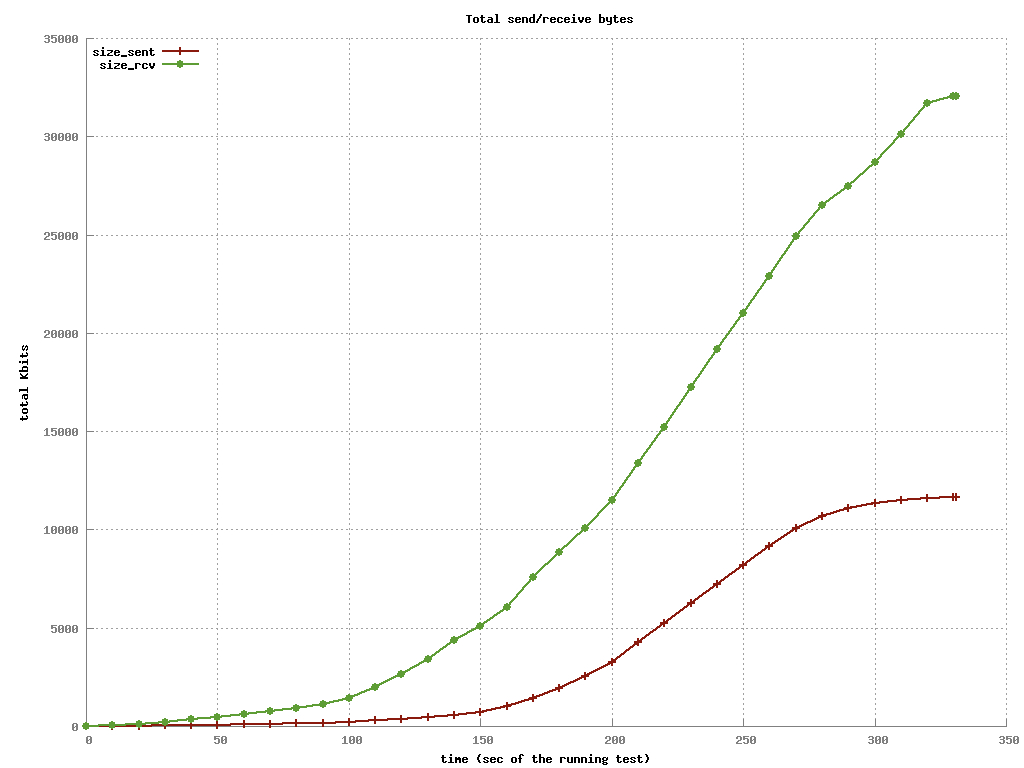 Total send/receive bytes
35000
size_sent
size_rcv
30000
25000
20000
total Kbits
15000
10000
5000
0
0 50 100 150 200 250 300 350
time (sec of the running test)